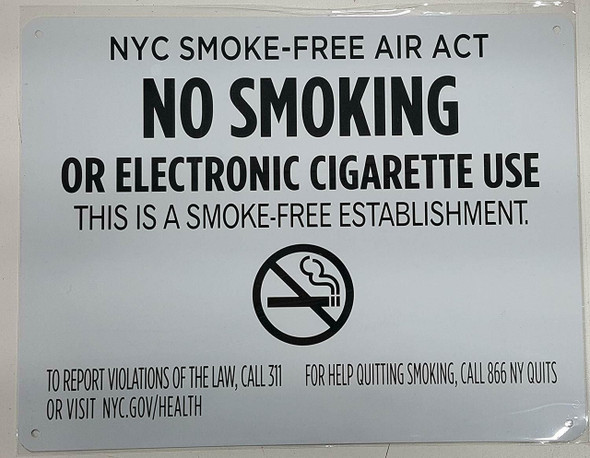 NYC SMOKE-FREE AIR ACT
NO SMOKING
OR ELECTRONIC CIGARETTE USE
THIS IS A SMOKE-FREE ESTABLISHMENT.
TO REPORT VIOLATIONS OF THE LAW, CALL 311 FOR HELP QUITTING SMOKING, CALL 866 NY QUITS
OR VISIT NYC.GOV/HEALTH